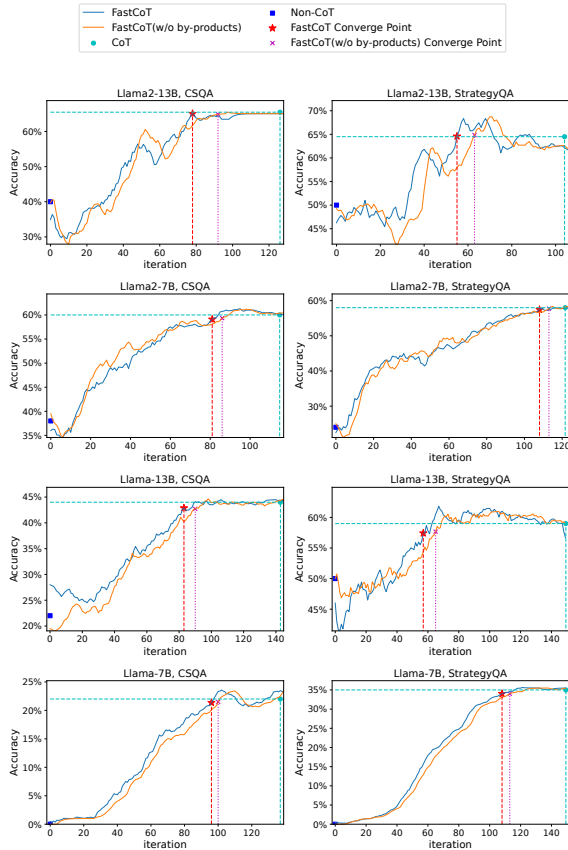 FastCoT
FastCoT(w/o by-products)
CoT
Non-CoT
FastCoT Converge Point
FastCoT(w/o by-products) Converge Point
Llama2-13B, CSQA
60%
50%
40%
30%
Accuracy
0 20 40 60 80 100 120
iteration
Llama2-13B, StrategyQA
70%
65%
60%
55%
50%
45%
Accuracy
0 20 40 60 80 100
iteration
Llama2-7B, CSQA
60%
55%
50%
45%
40%
35%
Accuracy
0 20 40 60 80 100
iteration
Llama2-7B, StrategyQA
60%
50%
40%
30%
Accuracy
0 20 40 60 80 100 120
iteration
Llama-13B, CSQA
45%
40%
35%
30%
25%
20%
Accuracy
0 20 40 60 80 100 120 140
iteration
Llama-13B, StrategyQA
65%
60%
55%
50%
45%
Accuracy
0 20 40 60 80 100 120 140
iteration
Llama-7B, CSQA
25%
20%
15%
10%
5%
0%
Accuracy
0 20 40 60 80 100 120
iteration
Llama-7B, StrategyQA
35%
30%
25%
20%
15%
10%
5%
0%
Accuracy
0 20 40 60 80 100 120 140
iteration